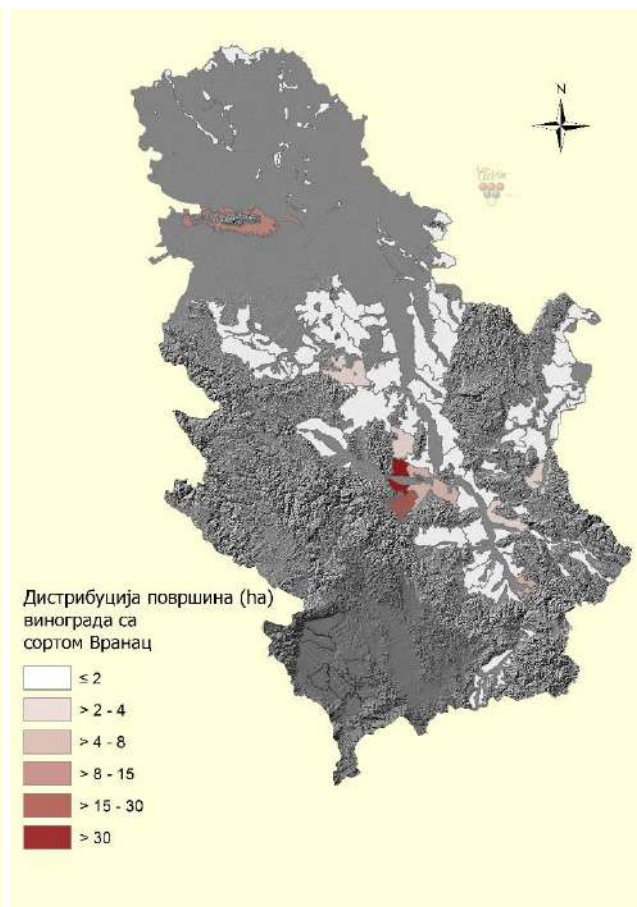 N
Дистрибуција површина (ha)
винограда са
сортом Вранац
≤ 2
> 2 - 4
> 4 - 8
> 8 - 15
> 15 - 30
> 30